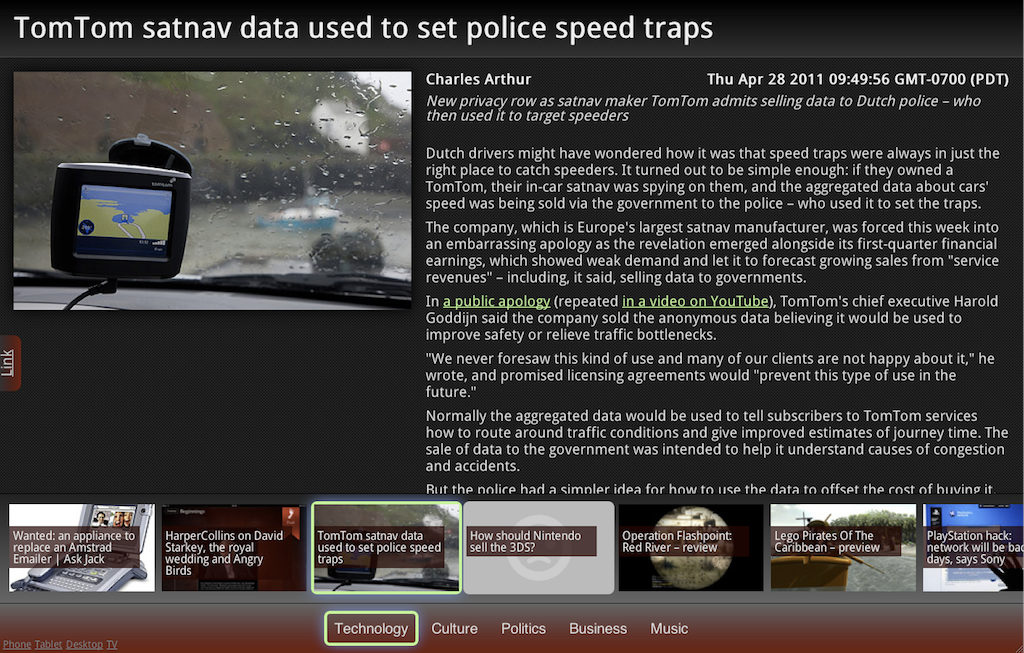 TomTom satnav data used to set police speed traps
Charles Arthur
Thu Apr 28 2011 09:49:56 GMT-0700 (PDT)
New privacy row as satnav maker TomTom admits selling data to Dutch police – who
then used it to target speeders
Dutch drivers might have wondered how it was that speed traps were always in just the
right place to catch speeders. It turned out to be simple enough: if they owned a
TomTom, their in-car satnav was spying on them, and the aggregated data about cars'
speed was being sold via the government to the police – who used it to set the traps.
The company, which is Europe's largest satnav manufacturer, was forced this week into
an embarrassing apology as the revelation emerged alongside its first-quarter financial
earnings, which showed weak demand and let it to forecast growing sales from "service
revenues" – including, it said, selling data to governments.
In a public apology (repeated in a video on YouTube), TomTom's chief executive Harold
Goddijn said the company sold the anonymous data believing it would be used to
improve safety or relieve traffic bottlenecks.
"We never foresaw this kind of use and many of our clients are not happy about it," he
wrote, and promised licensing agreements would "prevent this type of use in the
future."
Normally the aggregated data would be used to tell subscribers to TomTom services
how to route around traffic conditions and give improved estimates of journey time. The
sale of data to the government was intended to help it understand causes of congestion
and accidents.
But the police had a simpler idea for how to use the data to offset the cost of buying it.
TOMTOM
Link
Wanted: an appliance to
replace an Amstrad
Emailer | Ask Jack
Beginnings
HarperCollins on David
Starkey, the royal
wedding and Angry
Birds
TomTom satnav data
used to set police speed
traps
How should Nintendo
sell the 3DS?
Operation Flashpoint:
Red River – review
Lego Pirates Of The
Caribbean – preview
PlayStation hack:
network will be bac
days, says Sony
Technology
Culture
Politics
Business
Music
Phone Tablet Desktop TV